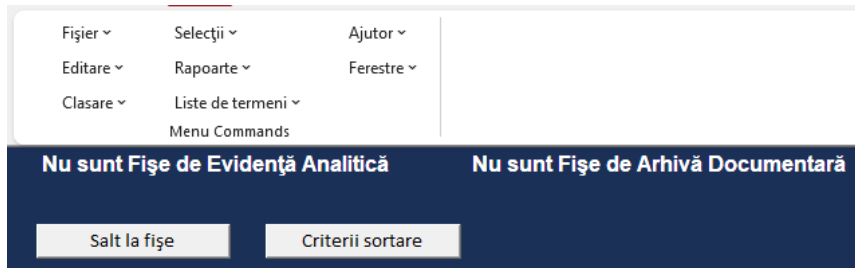 Fişier Selecţii Ajutor
Editare Rapoarte Ferestre
Clasare Liste de termeni
Menu Commands
Nu sunt Fişe de Evidenţă Analitică Nu sunt Fişe de Arhivă Documentară
Salt la fişe Criterii sortare